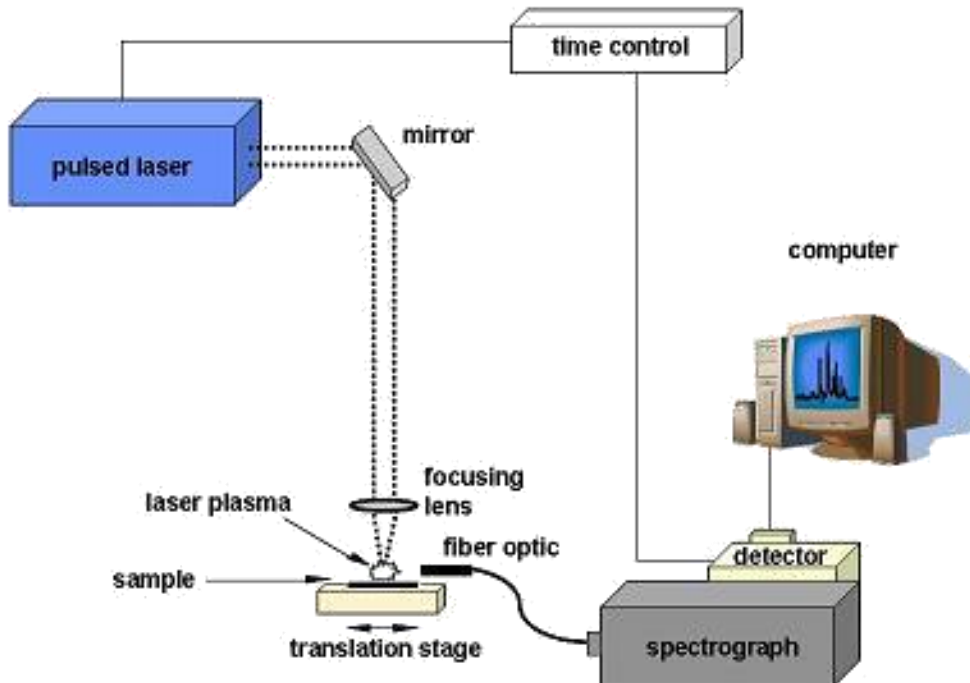 time control
mirror
pulsed laser
computer
focusing
lens
laser plasma
fiber optic
detector
sample
translation stage
spectrograph